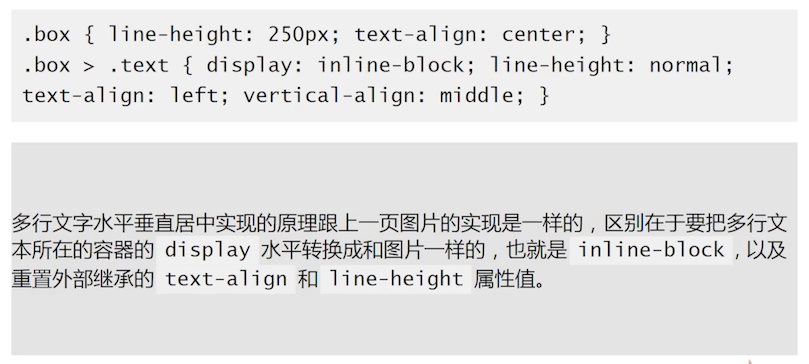 .box { line-height: 250px; text-align: center; }
.box > .text { display: inline-block; line-height: normal;
text-align: left; vertical-align: middle; }
多行文字水平垂直居中实现的原理跟上一页图片的实现是一样的，区别在于要把多行文
本所在的容器的 display 水平转换成和图片一样的，也就是 inline-block，以及
重置外部继承的 text-align 和 line-height 属性值。